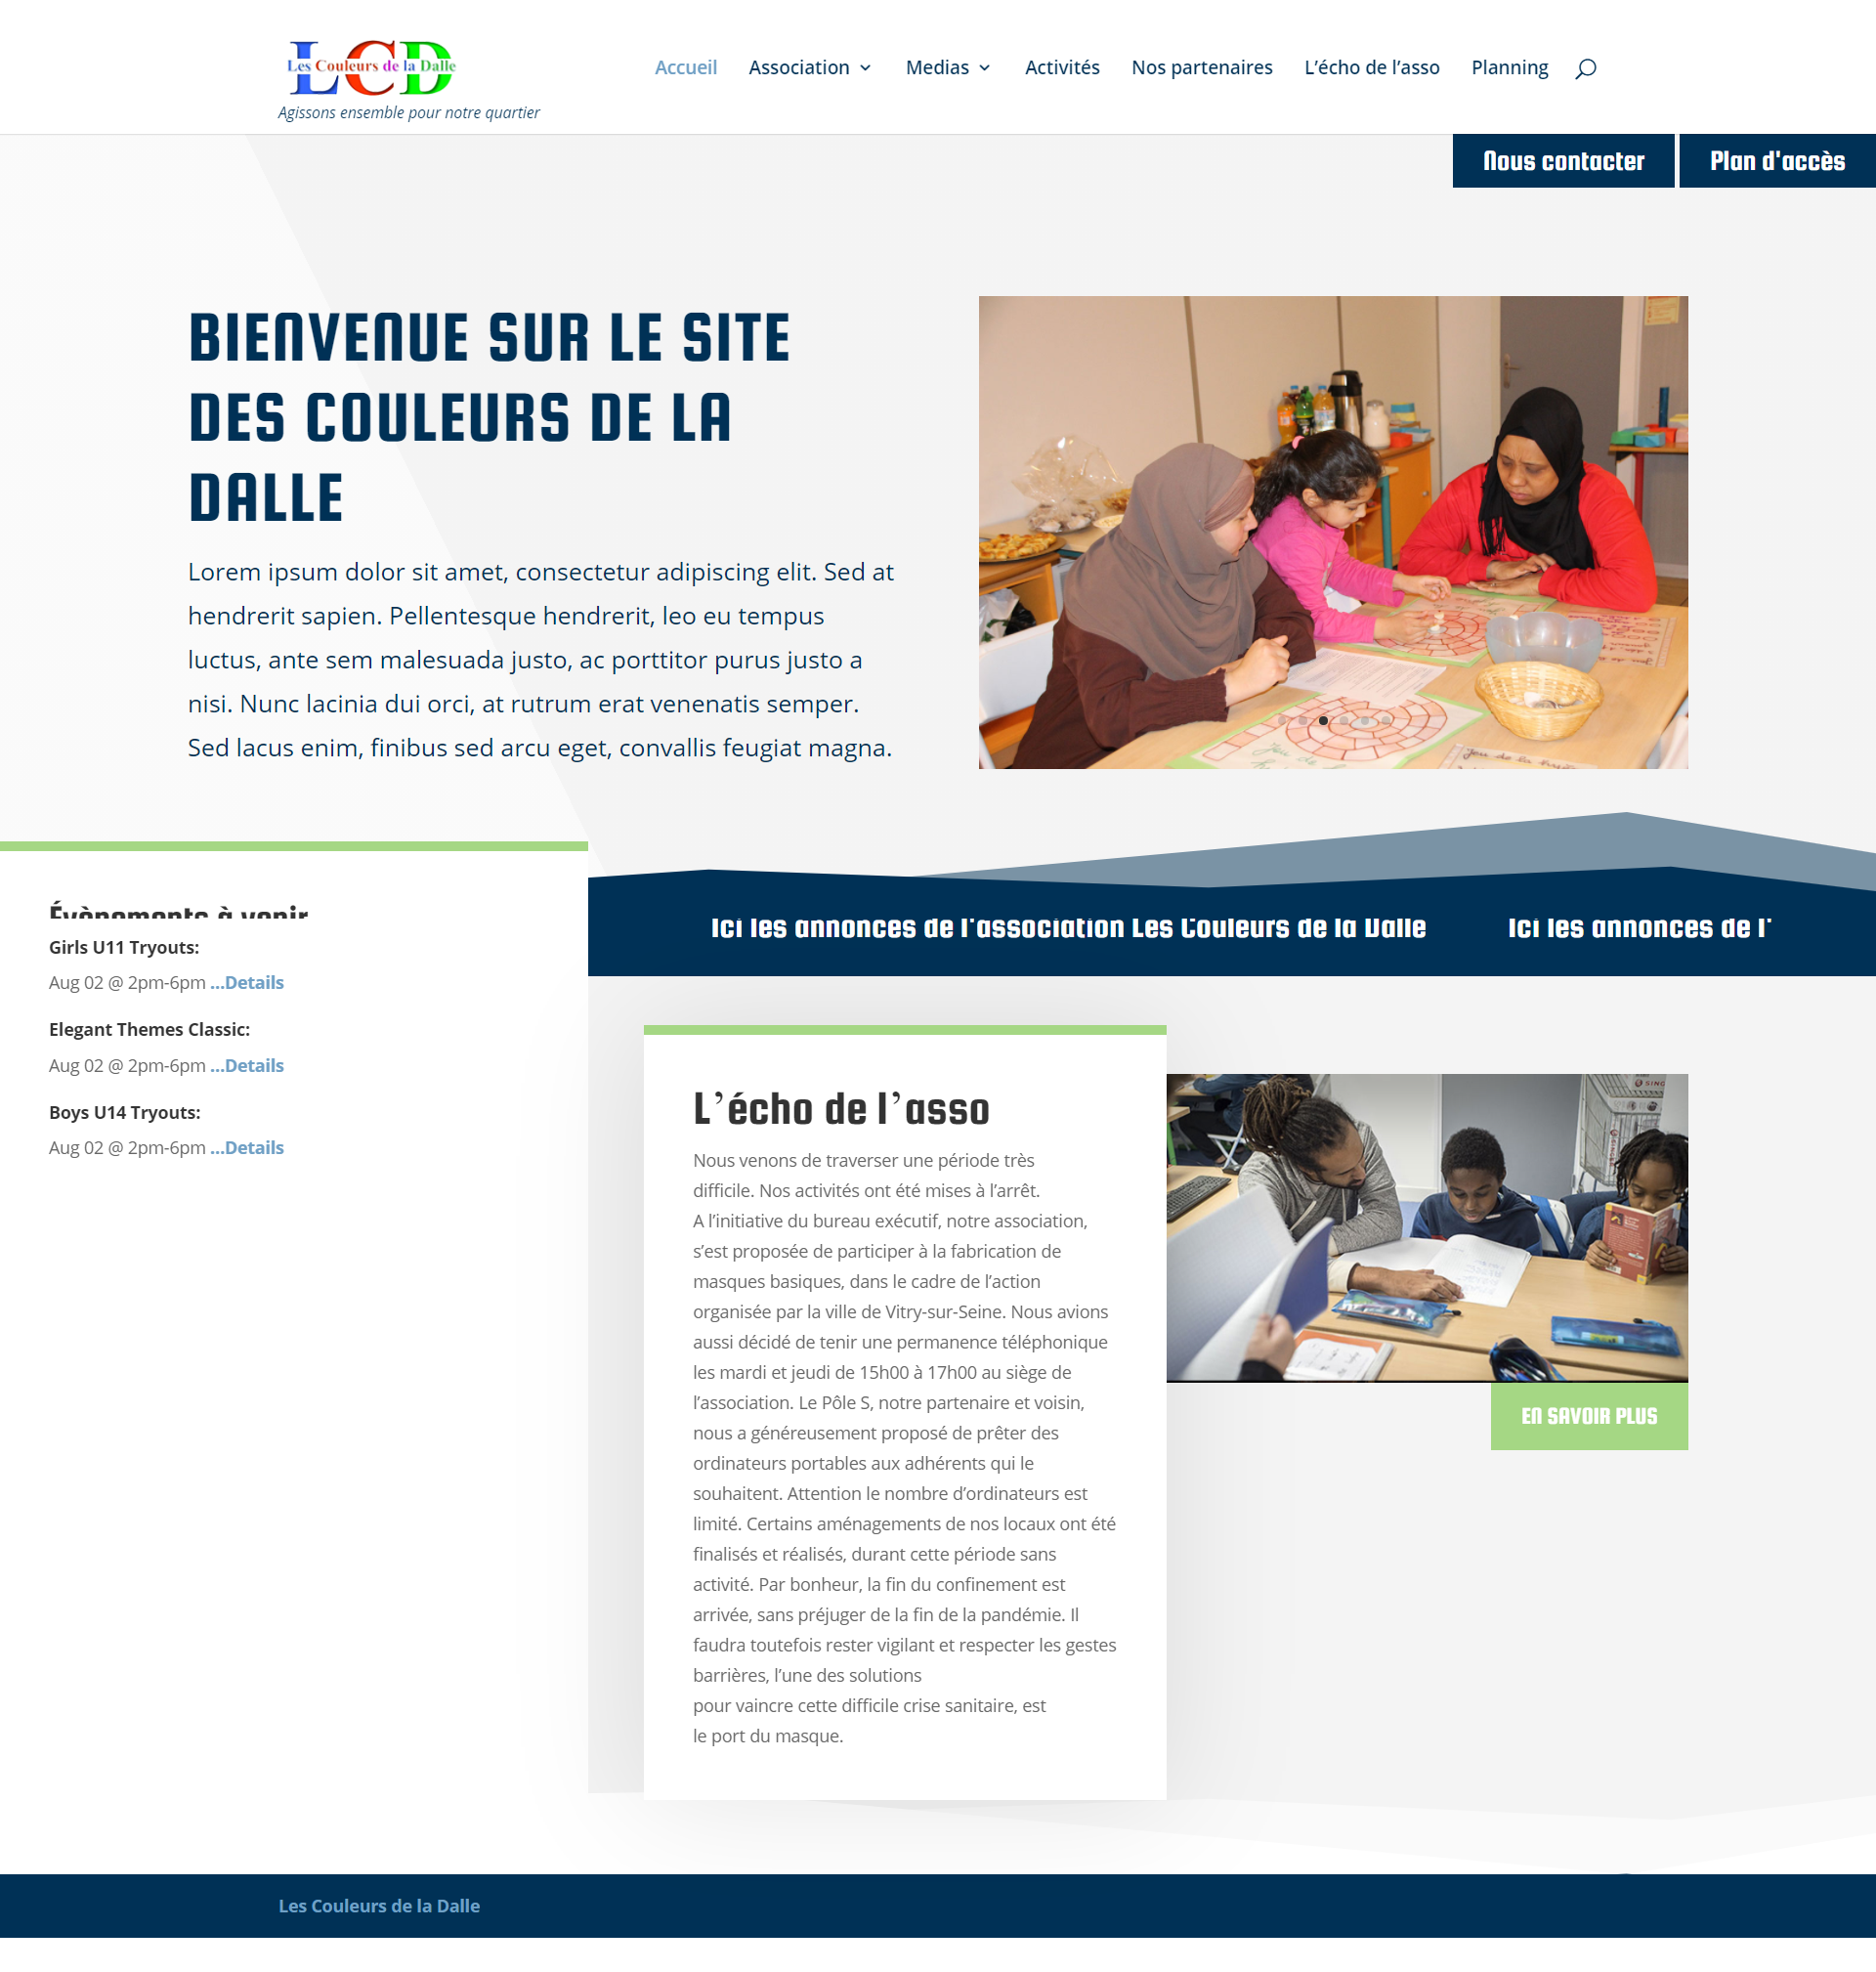 LCD
Les Couleurs de la Dalle
Agissons ensemble pour notre quartier
Accueil
Association
Medias
Activités
Nos partenaires
L’écho de l’asso
Planning
Nous contacter
Plan d'accès
BIENVENUE SUR LE SITE
DES COULEURS DE LA
DALLE
Lorem ipsum dolor sit amet, consectetur adipiscing elit. Sed at
hendrerit sapien. Pellentesque hendrerit, leo eu tempus
luctus, ante sem malesuada justo, ac porttitor purus justo a
nisi. Nunc lacinia dui orci, at rutrum erat venenatis semper.
Sed lacus enim, finibus sed arcu eget, convallis feugiat magna.
Évènements à venir
Girls U11 Tryouts:
Aug 02 @ 2pm-6pm ...Details
Elegant Themes Classic:
Aug 02 @ 2pm-6pm ...Details
Boys U14 Tryouts:
Aug 02 @ 2pm-6pm ...Details
Ici les annonces de l'association Les Couleurs de la Dalle
Ici les annonces de l'
L’écho de l’asso
Nous venons de traverser une période très
difficile. Nos activités ont été mises à l’arrêt.
A l’initiative du bureau exécutif, notre association,
s’est proposée de participer à la fabrication de
masques basiques, dans le cadre de l’action
organisée par la ville de Vitry-sur-Seine. Nous avions
aussi décidé de tenir une permanence téléphonique
les mardi et jeudi de 15h00 à 17h00 au siège de
l’association. Le Pôle S, notre partenaire et voisin,
nous a généreusement proposé de prêter des
ordinateurs portables aux adhérents qui le
souhaitent. Attention le nombre d’ordinateurs est
limité. Certains aménagements de nos locaux ont été
finalisés et réalisés, durant cette période sans
activité. Par bonheur, la fin du confinement est
arrivée, sans préjuger de la fin de la pandémie. Il
faudra toutefois rester vigilant et respecter les gestes
barrières, l’une des solutions
pour vaincre cette difficile crise sanitaire, est
le port du masque.
EN SAVOIR PLUS
Les Couleurs de la Dalle